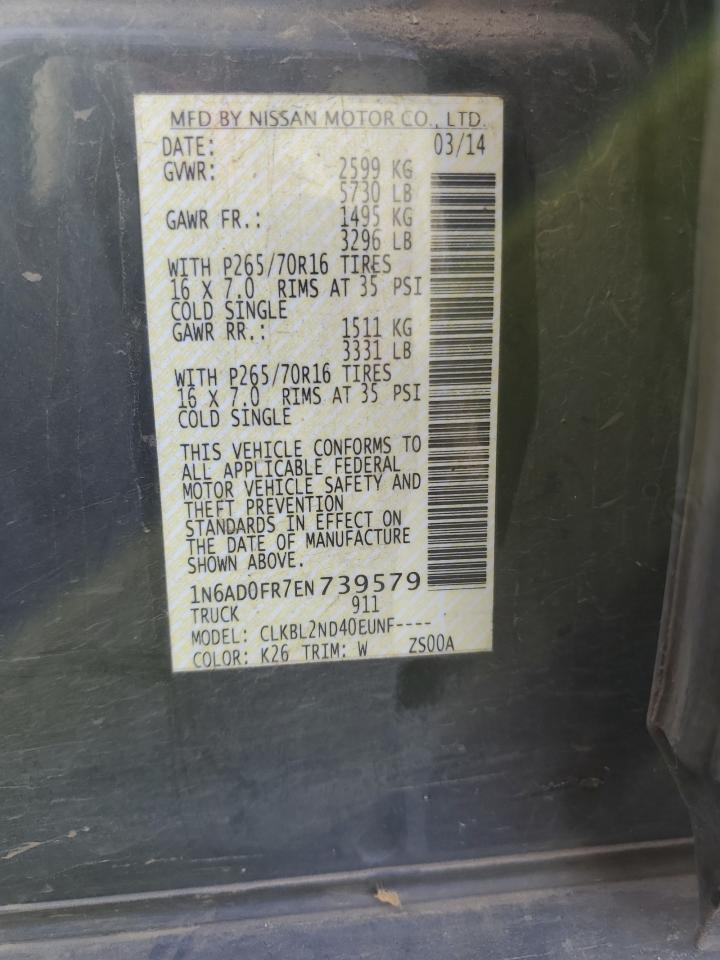 MFD BY NISSAN MOTOR CO., LTD.
DATE: 03/14
GVWR: 2599 KG
5730 LB
GAWR FR.: 1495 KG
3296 LB
WITH P265/70R16 TIRES
16 X 7.0 RIMS AT 35 PSI
COLD SINGLE
GAWR RR.: 1511 KG
3331 LB
WITH P265/70R16 TIRES
16 X 7.0 RIMS AT 35 PSI
COLD SINGLE
THIS VEHICLE CONFORMS TO
ALL APPLICABLE FEDERAL
MOTOR VEHICLE SAFETY AND
THEFT PREVENTION
STANDARDS IN EFFECT ON
THE DATE OF MANUFACTURE
SHOWN ABOVE.
1N6AD0FR7EN739579
TRUCK 911
MODEL: CLKBL2ND40EUNF----
COLOR: K26 TRIM: W ZS00A